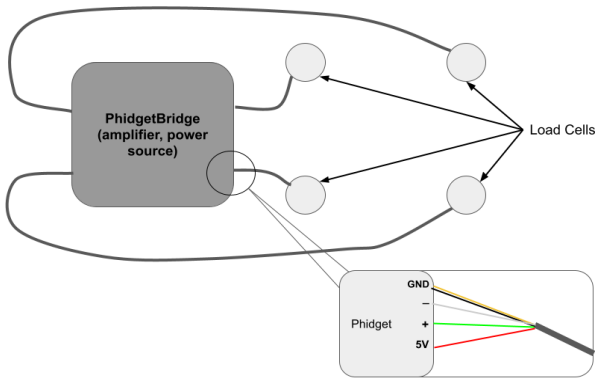 PhidgetBridge
(amplifier, power
source)
Load Cells
GND
–
Phidget
+
5V